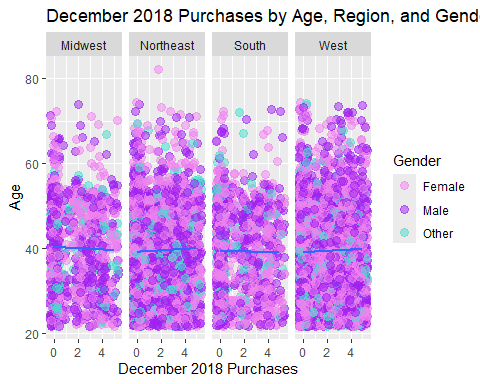 December 2018 Purchases by Age, Region, and Gend
Midwest Northeast South West
80
60
40
20
Age
0 2 4 0 2 4 0 2 4 0 2 4
December 2018 Purchases
Gender
Female
Male
Other